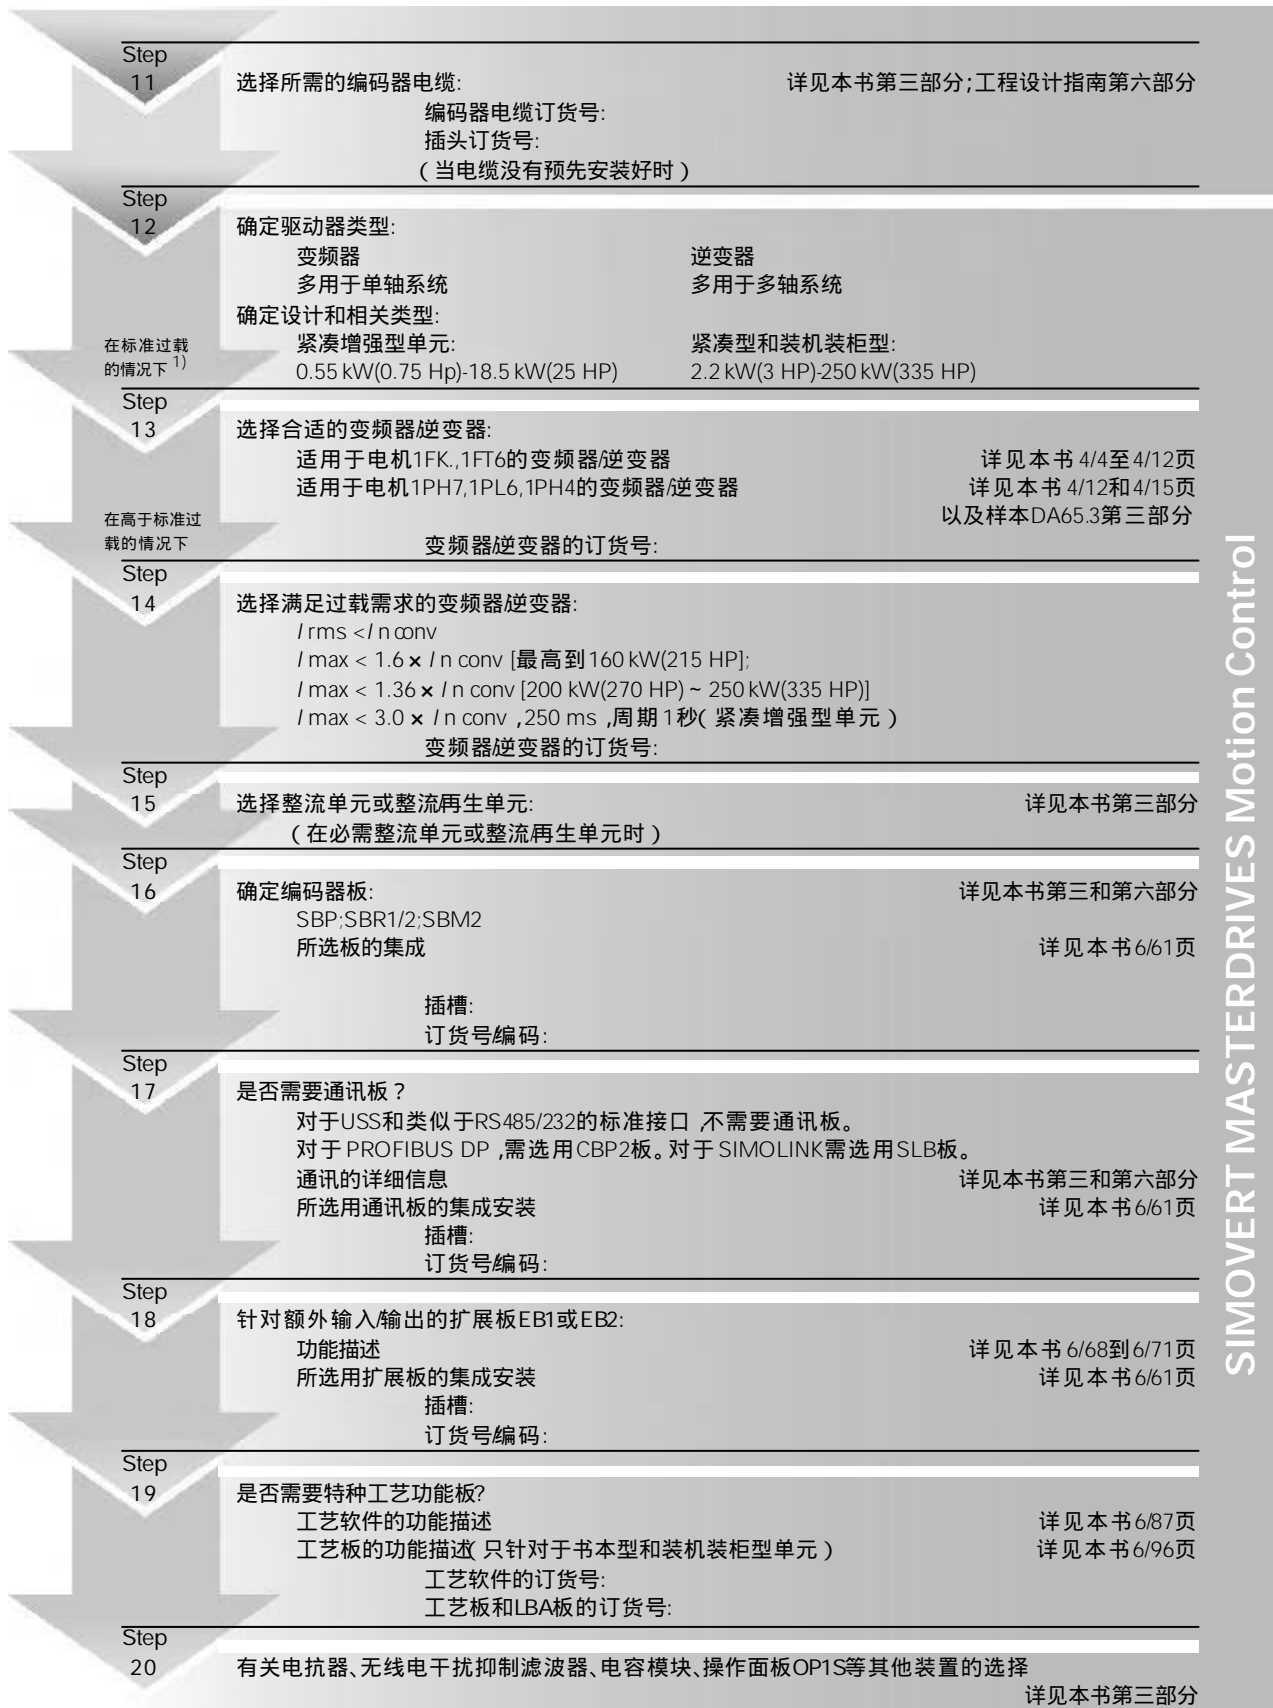 Step
11
选择所需的编码器电缆: 详见本书第三部分;工程设计指南第六部分
编码器电缆订货号:
插头订货号:
(当电缆没有预先安装好时)
Step
12
确定驱动器类型:
变频器 逆变器
多用于单轴系统 多用于多轴系统
确定设计和相关类型:
在标准过载
的情况下 1)
紧凑增强型单元: 紧凑型和装机装柜型:
0.55 kW(0.75 Hp)-18.5 kW(25 HP) 2.2 kW(3 HP)-250 kW(335 HP)
Step
13
选择合适的变频器/逆变器:
适用于电机1FK.,1FT6的变频器/逆变器 详见本书 4/4至4/12页
适用于电机1PH7,1PL6,1PH4的变频器/逆变器 详见本书 4/12和4/15页
以及样本DA65.3第三部分
在高于标准过
载的情况下
变频器/逆变器的订货号:
Step
14
选择满足过载需求的变频器/逆变器:
I rms < I n conv
I max < 1.6 × I n conv [最高到160 kW(215 HP];
I max < 1.36 × I n conv [200 kW(270 HP) ~ 250 kW(335 HP)]
I max < 3.0 × I n conv ,250 ms ,周期1秒(紧凑增强型单元)
变频器/逆变器的订货号:
Step
15
选择整流单元或整流/再生单元: 详见本书第三部分
(在必需整流单元或整流/再生单元时)
Step
16
确定编码器板: 详见本书第三和第六部分
SBP;SBR1/2;SBM2
所选板的集成 详见本书6/61页
插槽:
订货号/编码:
Step
17
是否需要通讯板?
对于USS和类似于RS485/232的标准接口,不需要通讯板。
对于 PROFIBUS DP ,需选用CBP2板。对于 SIMOLINK需选用SLB板。
通讯的详细信息 详见本书第三和第六部分
所选用通讯板的集成安装 详见本书6/61页
插槽:
订货号/编码:
Step
18
针对额外输入/输出的扩展板EB1或EB2:
功能描述 详见本书 6/68到6/71页
所选用扩展板的集成安装 详见本书6/61页
插槽:
订货号/编码:
Step
19
是否需要特种工艺功能板?
工艺软件的功能描述 详见本书6/87页
工艺板的功能描述(只针对于书本型和装机装柜型单元) 详见本书6/96页
工艺软件的订货号:
工艺板和LBA板的订货号:
Step
20
有关电抗器、无线电干扰抑制滤波器、电容模块、操作面板OP1S等其他装置的选择
详见本书第三部分
SIMOVERT MASTERDRIVES Motion Control